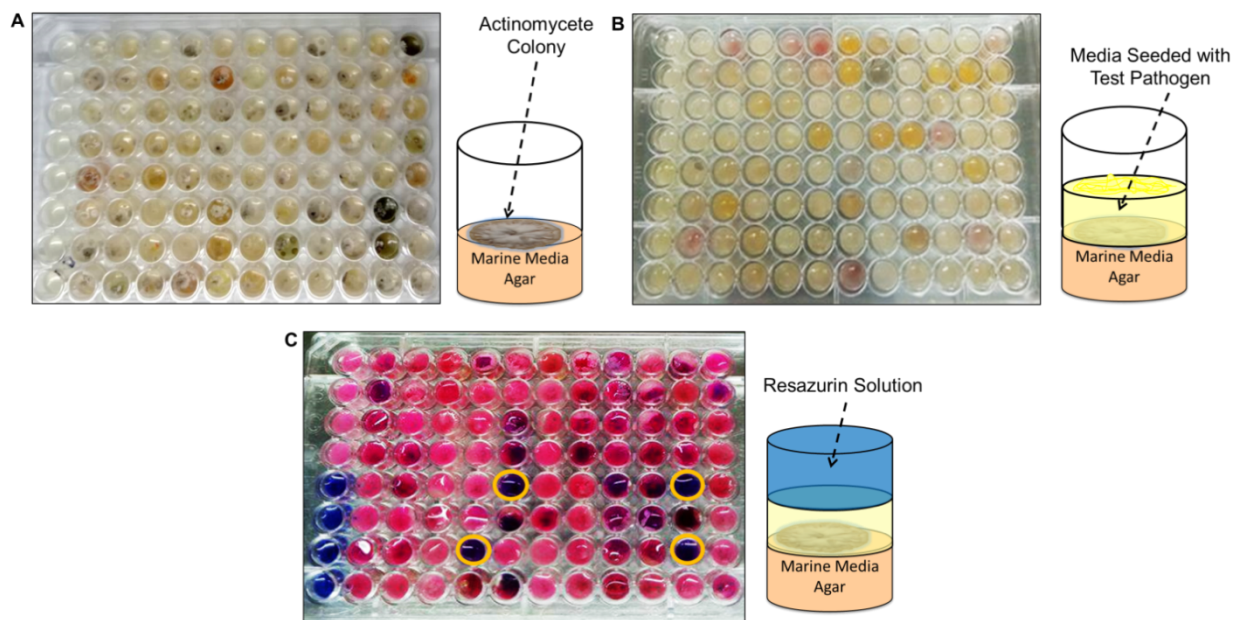 A
Actinomycete
Colony
Marine Media
Agar
B
Media Seeded with
Test Pathogen
Marine Media
Agar
C
Resazurin Solution
Marine Media
Agar